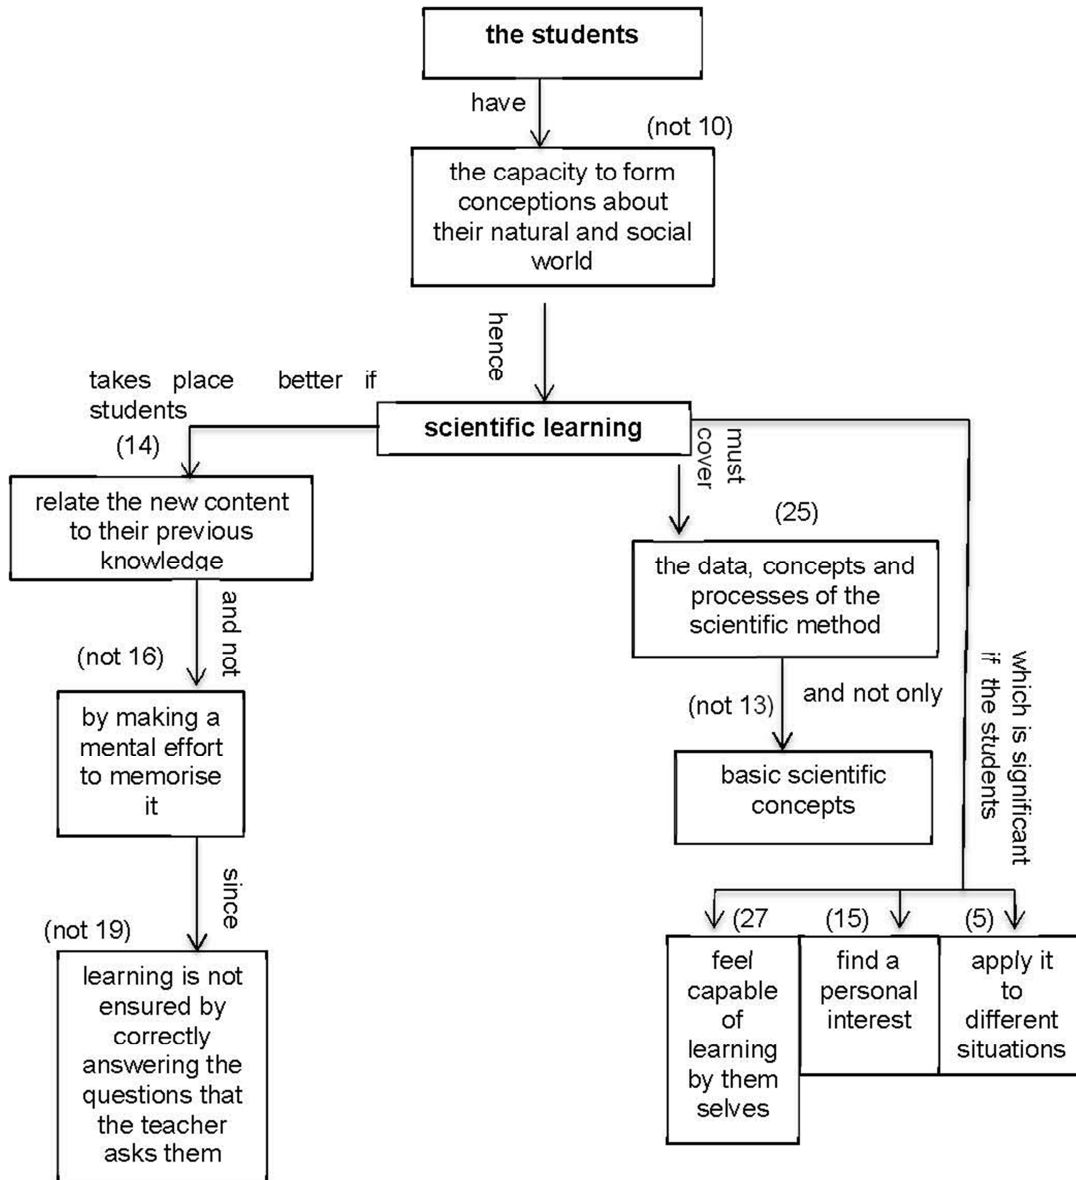 the students
have
(not 10)
the capacity to form
conceptions about
their natural and social
world
hence
takes place better if
students
(14)
scientific learning
must
cover
relate the new content
to their previous
knowledge
(25)
the data, concepts and
processes of the
scientific method
and not
(not 16)
by making a
mental effort
to memorise
it
(not 13)
and not only
basic scientific
concepts
which is significant
if the students
since
(not 19)
learning is not
ensured by
correctly
answering the
questions that
the teacher
asks them
(27
feel
capable
of
learning
by them
selves
(15)
find a
personal
interest
(5)
apply it
to
different
situations